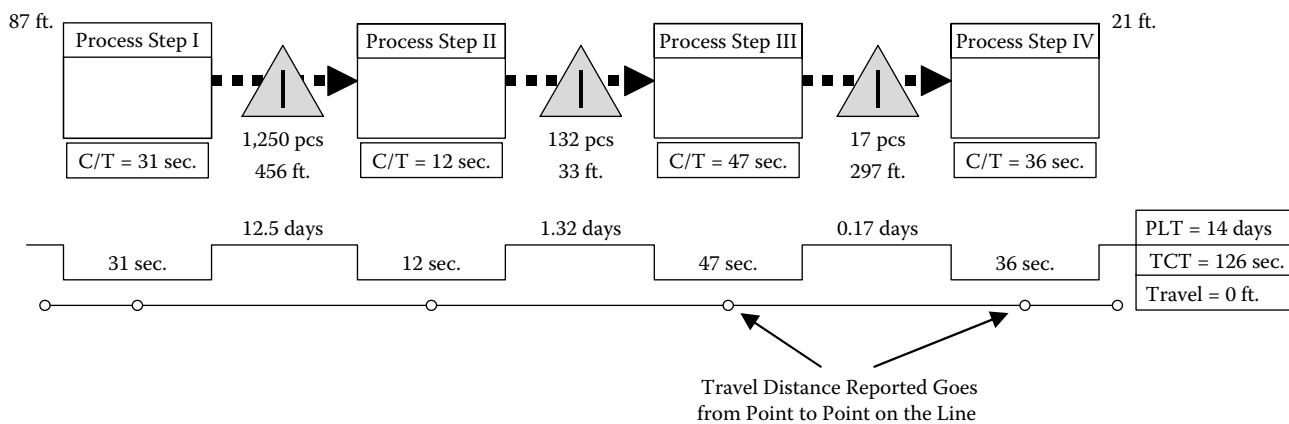 87 ft.
Process Step I
Process Step II
Process Step III
Process Step IV
21 ft.
1,250 pcs
132 pcs
17 pcs
C/T = 31 sec.
456 ft.
C/T = 12 sec.
33 ft.
C/T = 47 sec.
297 ft.
C/T = 36 sec.
12.5 days
1.32 days
0.17 days
PLT = 14 days
31 sec.
12 sec.
47 sec.
36 sec.
TCT = 126 sec.
Travel = 0 ft.
Travel Distance Reported Goes
from Point to Point on the Line